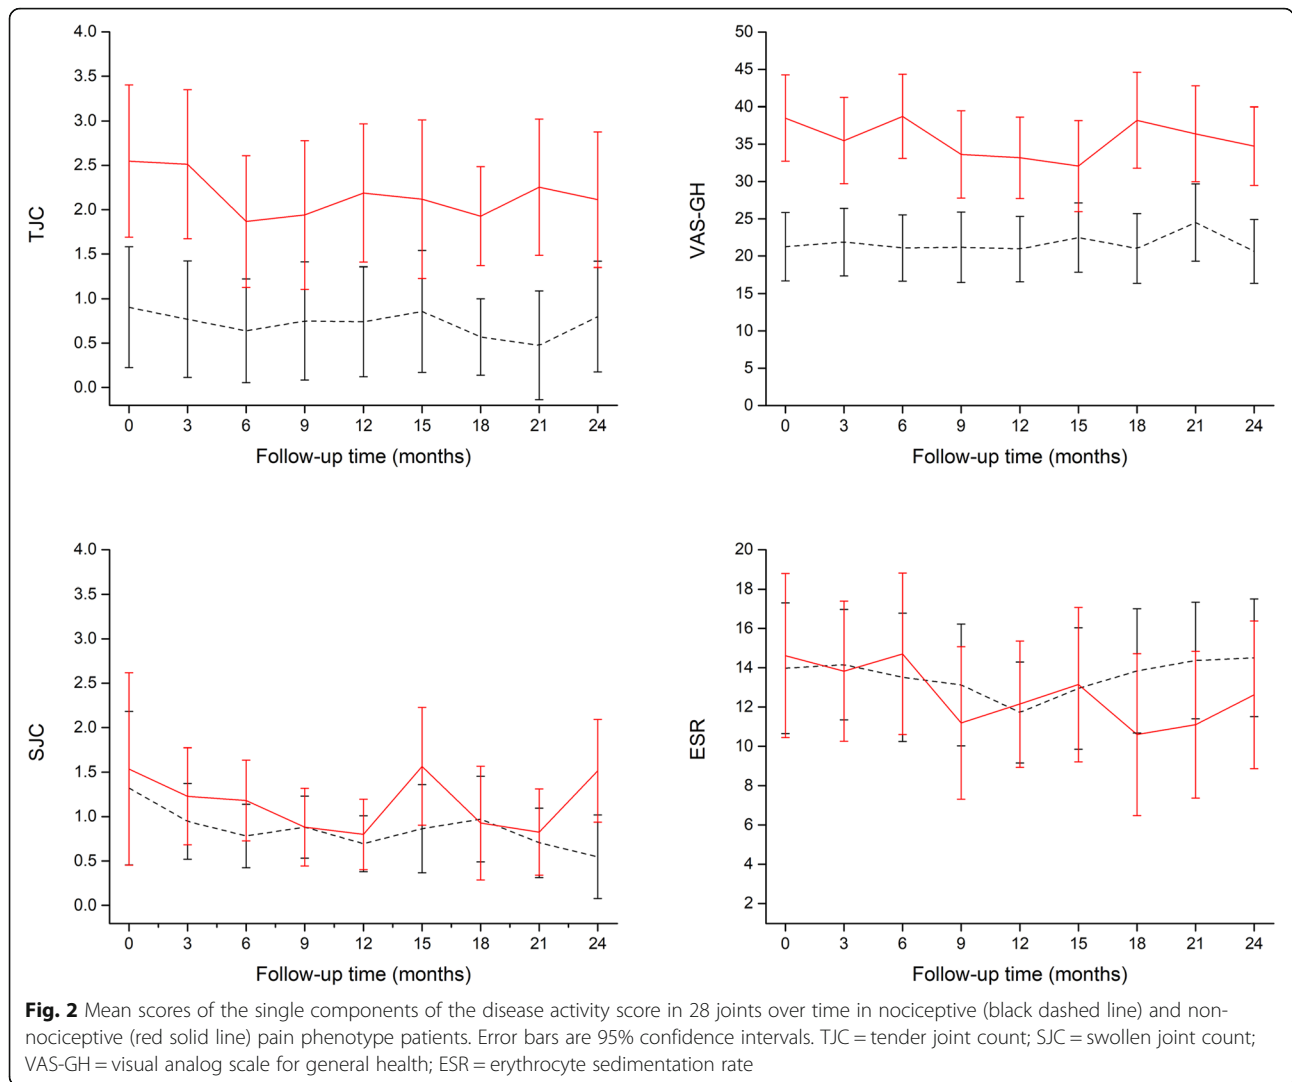 4.0
3.5
3.0
2.5
2.0
1.5
1.0
0.5
0.0
TJC
0 3 6 9 12 15 18 21 24
Follow-up time (months)
50
45
40
35
30
25
20
15
10
5
0
VAS-GH
0 3 6 9 12 15 18 21 24
Follow-up time (months)
4.0
3.5
3.0
2.5
2.0
1.5
1.0
0.5
0.0
SJC
0 3 6 9 12 15 18 21 24
Follow-up time (months)
20
18
16
14
12
10
8
6
4
2
ESR
0 3 6 9 12 15 18 21 24
Follow-up time (months)
Fig. 2 Mean scores of the single components of the disease activity score in 28 joints over time in nociceptive (black dashed line) and non-
nociceptive (red solid line) pain phenotype patients. Error bars are 95% confidence intervals. TJC = tender joint count; SJC = swollen joint count;
VAS-GH = visual analog scale for general health; ESR = erythrocyte sedimentation rate